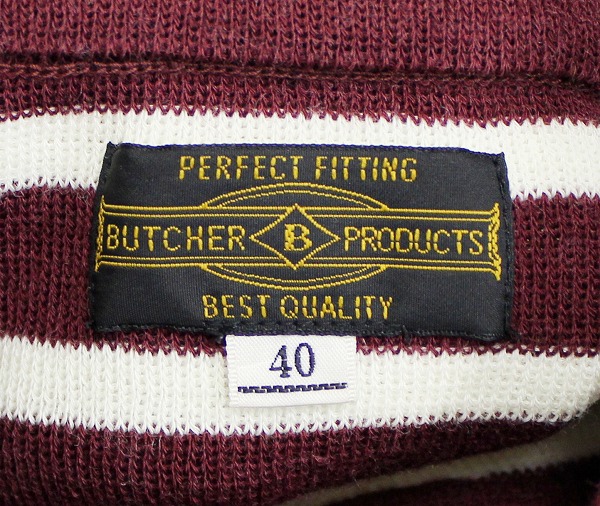 PERFECT FITTING
BUTCHER B PRODUCTS
BEST QUALITY
40